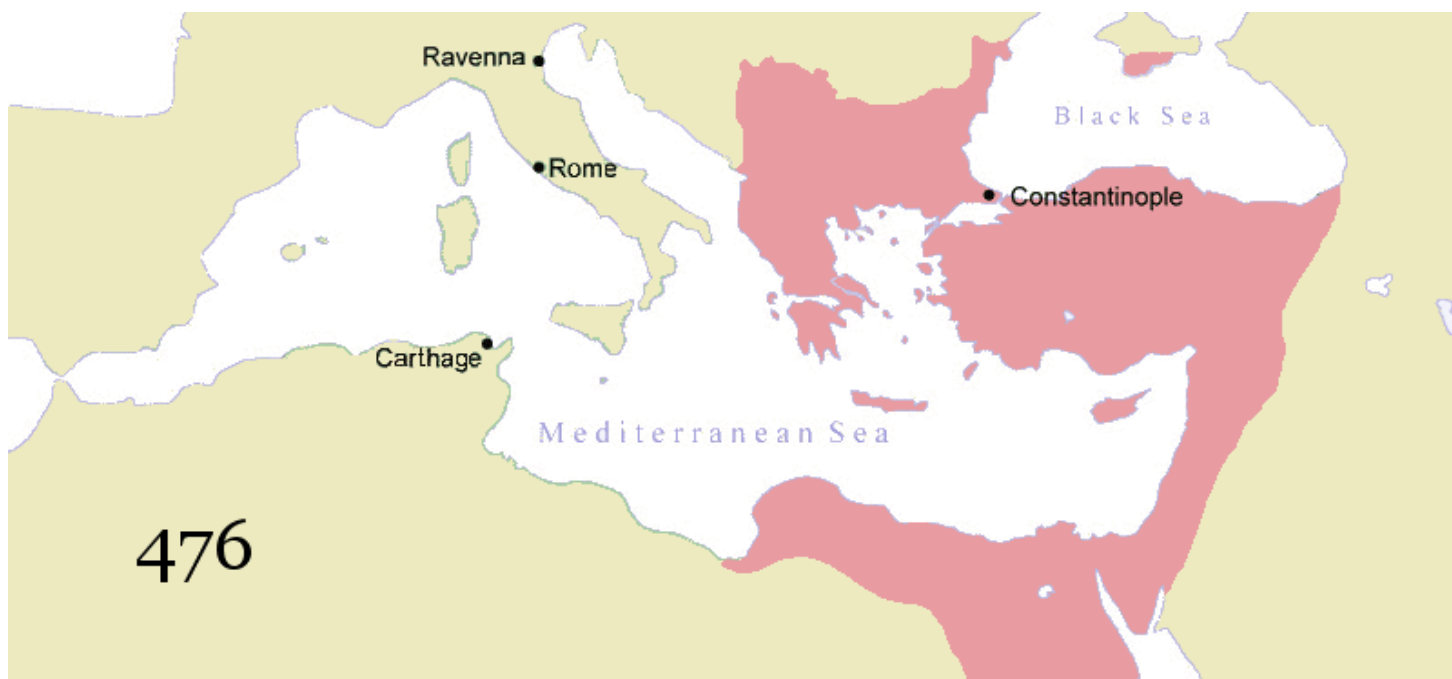 Ravenna
Black Sea
Rome
Constantinople
Carthage
Mediterranean Sea
476